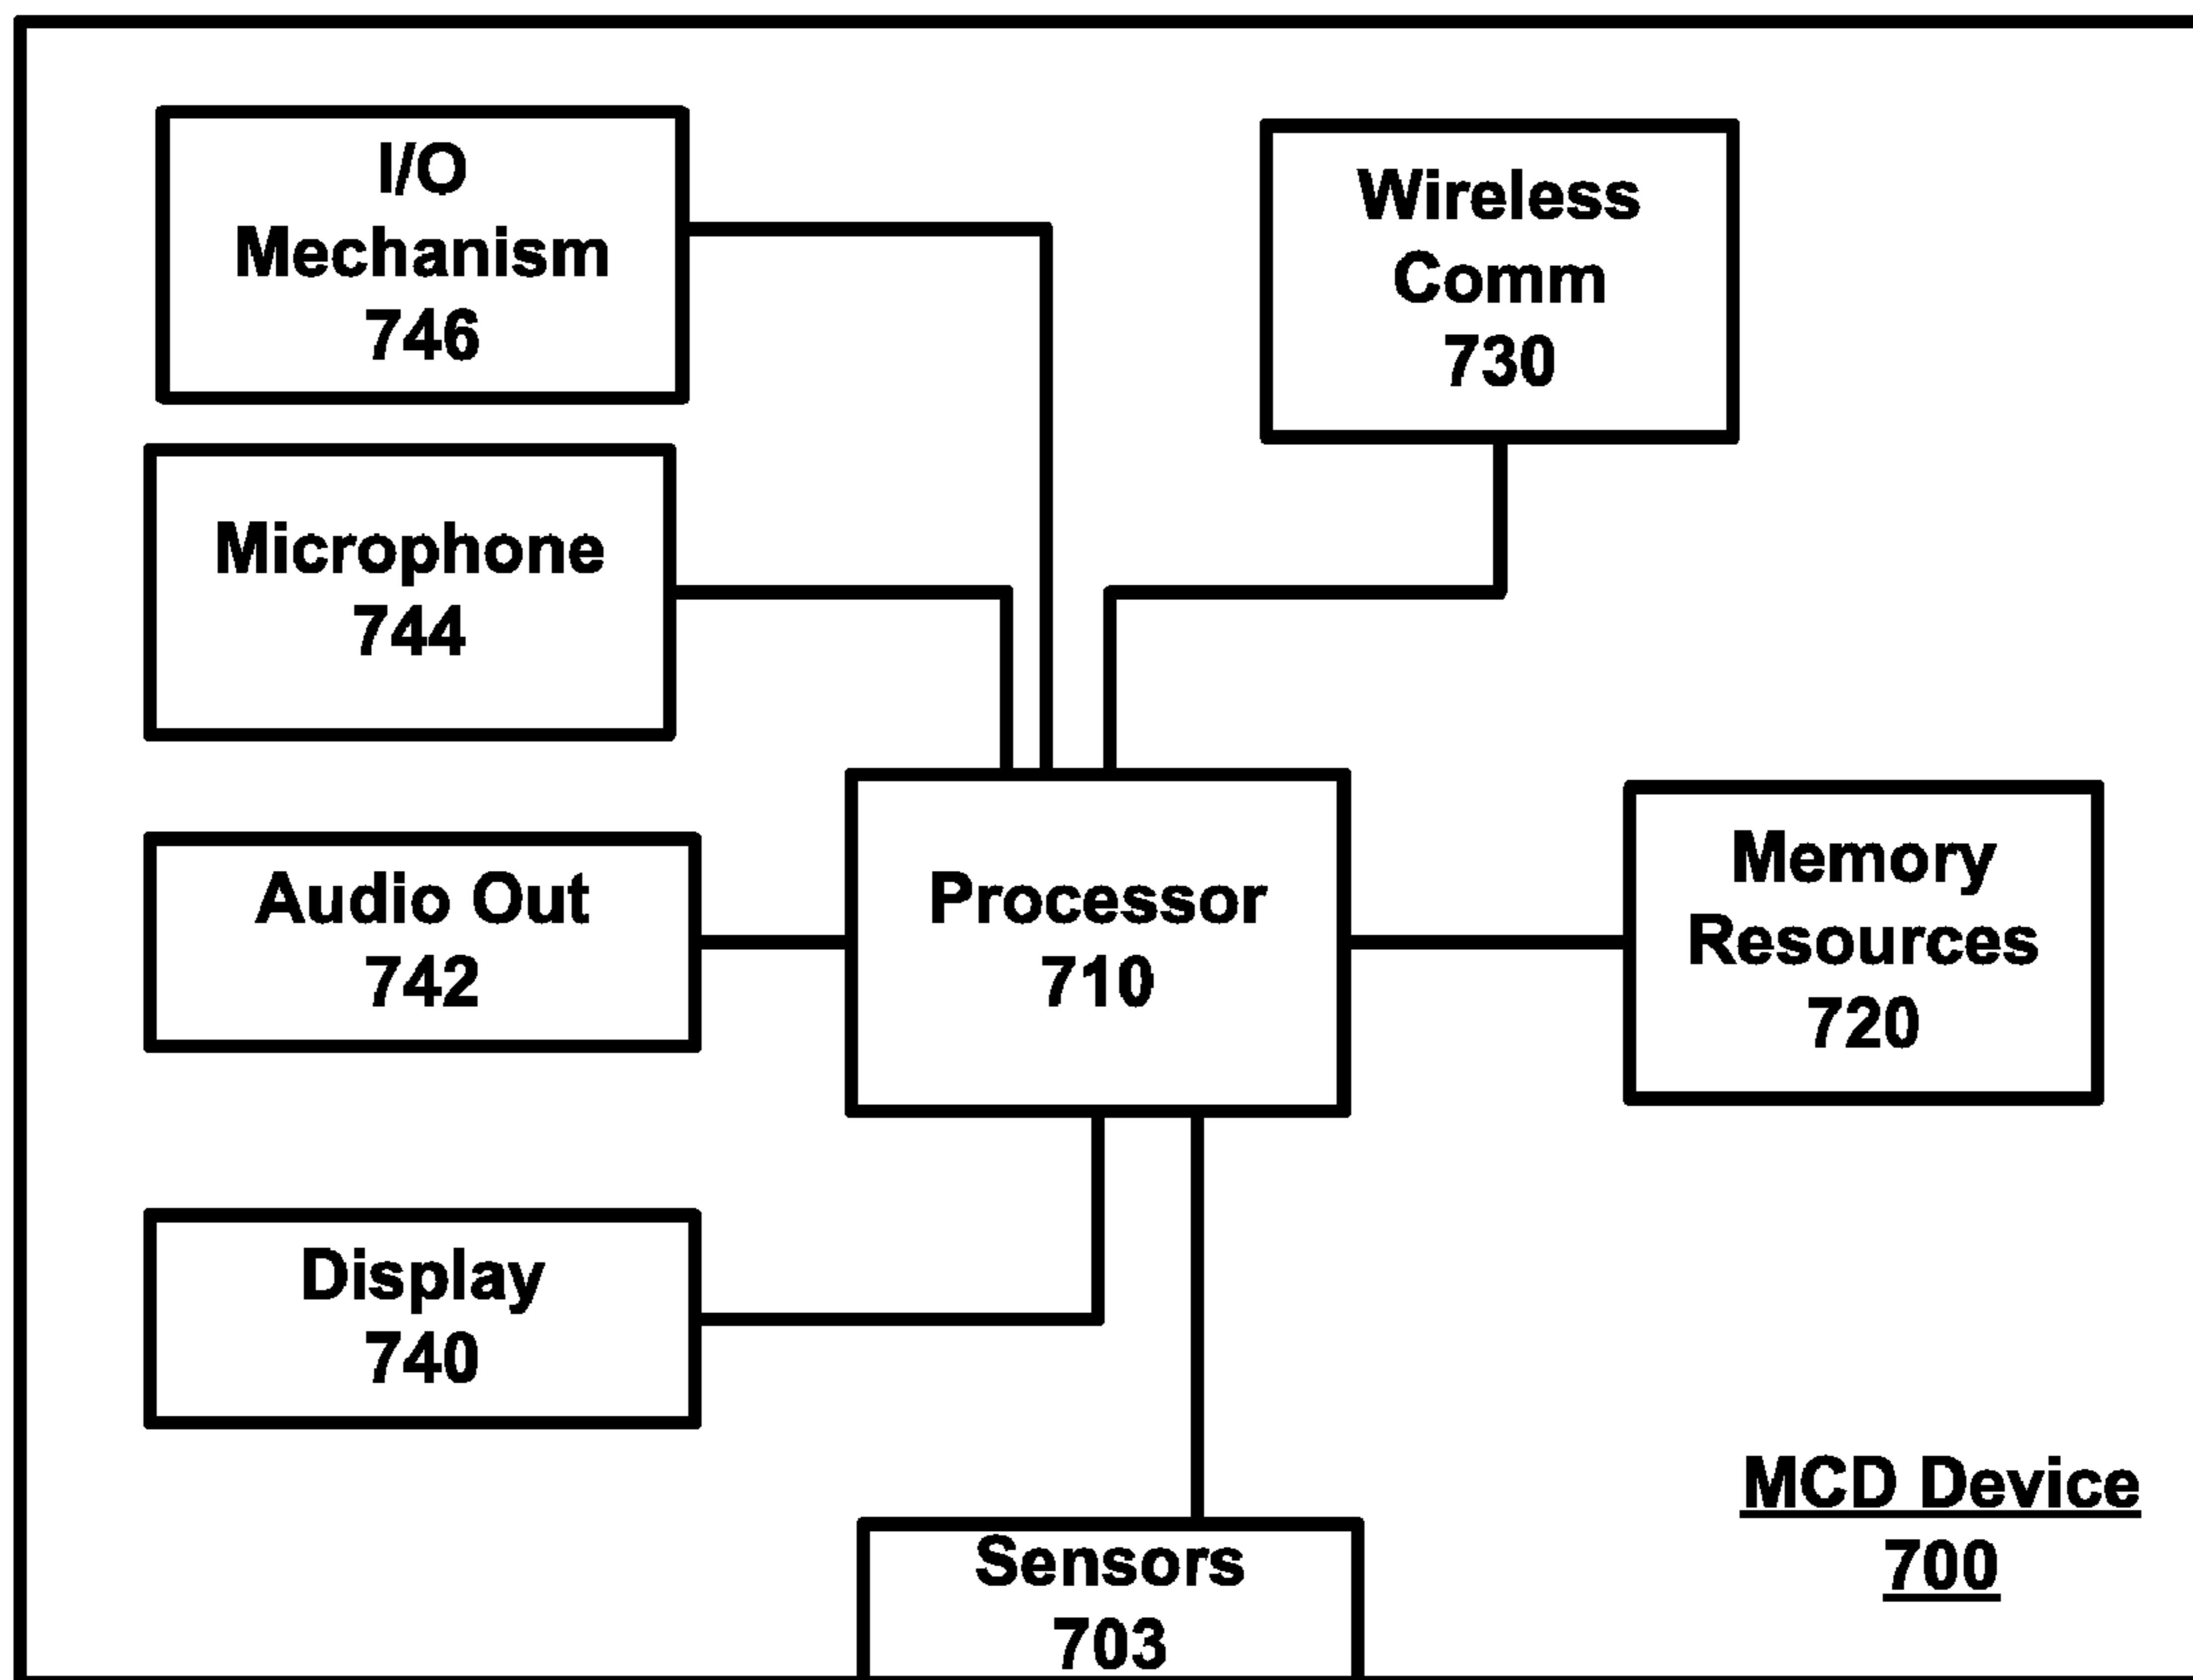 I/O
Mechanism
746
Wireless
Comm
730
Microphone
744
Audio Out
742
Processor
710
Memory
Resources
720
Display
740
Sensors
703
MCD Device
700